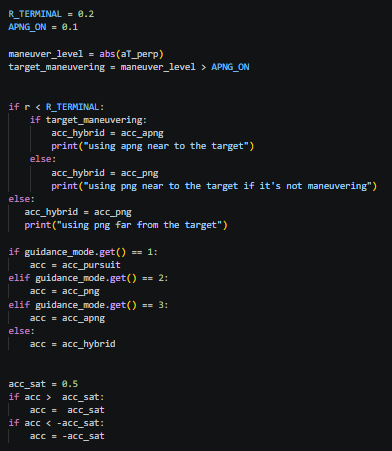 R_TERMINAL = 0.2
APNG_ON = 0.1
maneuver_level = abs(aT_perp)
target_maneuvering = maneuver_level > APNG_ON
if r < R_TERMINAL:
    if target_maneuvering:
        acc_hybrid = acc_apng
        print("using apng near to the target")
    else:
        acc_hybrid = acc_png
        print("using png near to the target if it's not maneuvering")
else:
   acc_hybrid = acc_png
   print("using png far from the target")
if guidance_mode.get() == 1:
    acc = acc_pursuit
elif guidance_mode.get() == 2:
    acc = acc_png
elif guidance_mode.get() == 3:
    acc = acc_apng
else:
    acc = acc_hybrid
acc_sat = 0.5
if acc >  acc_sat:
    acc =  acc_sat
if acc < -acc_sat:
    acc = -acc_sat